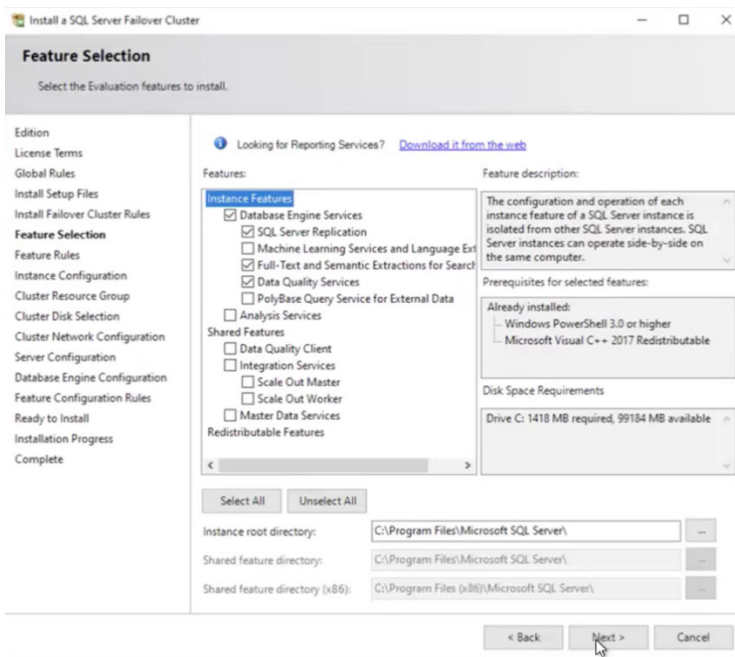 Install a SQL Server Failover Cluster
Feature Selection
Select the Evaluation features to install.
Edition
License Terms
Global Rules
Install Setup Files
Install Failover Cluster Rules
Feature Selection
Feature Rules
Instance Configuration
Cluster Resource Group
Cluster Disk Selection
Cluster Network Configuration
Server Configuration
Database Engine Configuration
Feature Configuration Rules
Ready to Install
Installation Progress
Complete
Looking for Reporting Services? Download it from the web
Features:
Instance Features
Database Engine Services
SQL Server Replication
Machine Learning Services and Language Ext
Full-Text and Semantic Extractions for Search
Data Quality Services
PolyBase Query Service for External Data
Analysis Services
Shared Features
Data Quality Client
Integration Services
Scale Out Master
Scale Out Worker
Master Data Services
Redistributable Features
Feature description:
The configuration and operation of each
instance feature of a SQL Server instance is
isolated from other SQL Server instances. SQL
Server instances can operate side-by-side on
the same computer.
Prerequisites for selected features:
Already installed:
Windows PowerShell 3.0 or higher
Microsoft Visual C++ 2017 Redistributable
Disk Space Requirements
Drive C: 1418 MB required, 99184 MB available
Select All Unselect All
Instance root directory: C:\Program Files\Microsoft SQL Server\ ...
Shared feature directory: C:\Program Files\Microsoft SQL Server\ ...
Shared feature directory (x86): C:\Program Files (x86)\Microsoft SQL Server\ ...
< Back Next > Cancel